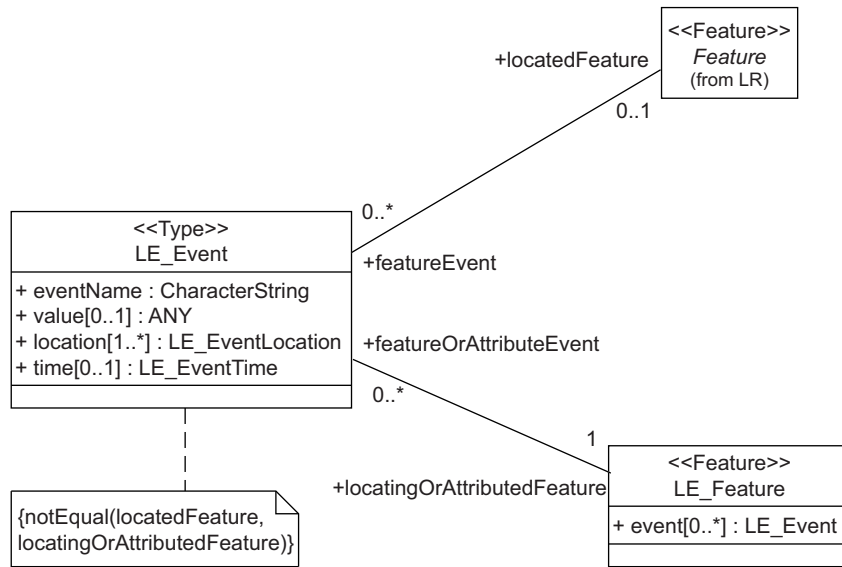 <<Feature>>
Feature
(from LR)
+locatedFeature
0..1
0..*
+featureEvent
<<Type>>
LE_Event
+ eventName : CharacterString
+ value[0..1] : ANY
+ location[1..*] : LE_EventLocation
+ time[0..1] : LE_EventTime
+featureOrAttributeEvent
0..*
1
+locatingOrAttributedFeature
<<Feature>>
LE_Feature
+ event[0..*] : LE_Event
{notEqual(locatedFeature,
locatingOrAttributedFeature)}